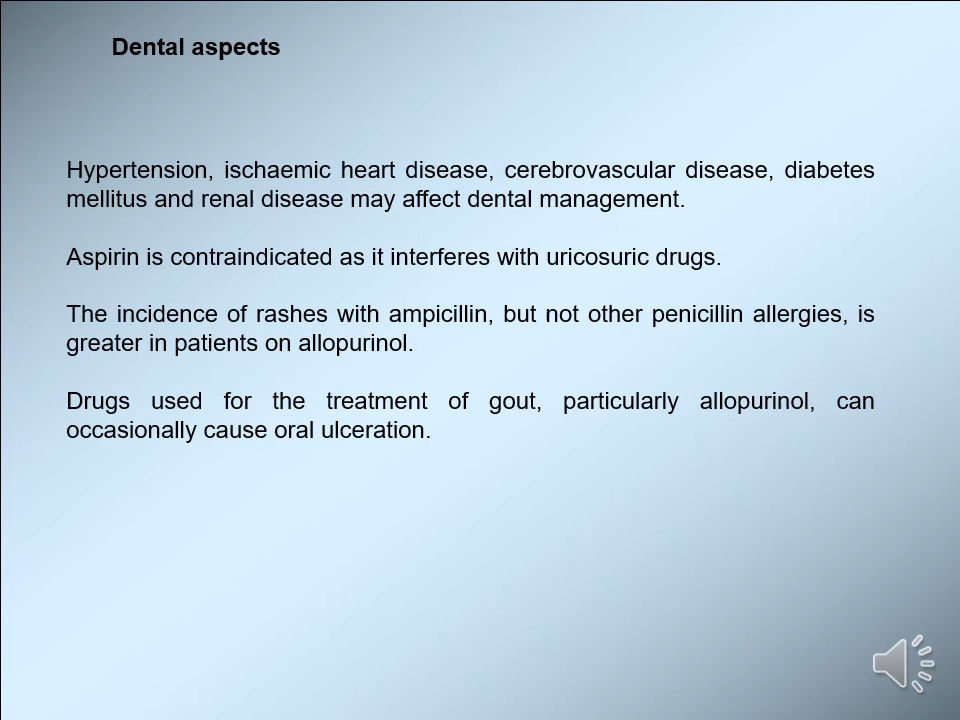 Dental aspects
Hypertension, ischaemic heart disease, cerebrovascular disease, diabetes
mellitus and renal disease may affect dental management.
Aspirin is contraindicated as it interferes with uricosuric drugs.
The incidence of rashes with ampicillin, but not other penicillin allergies, is
greater in patients on allopurinol.
Drugs used for the treatment of gout, particularly allopurinol, can
occasionally cause oral ulceration.